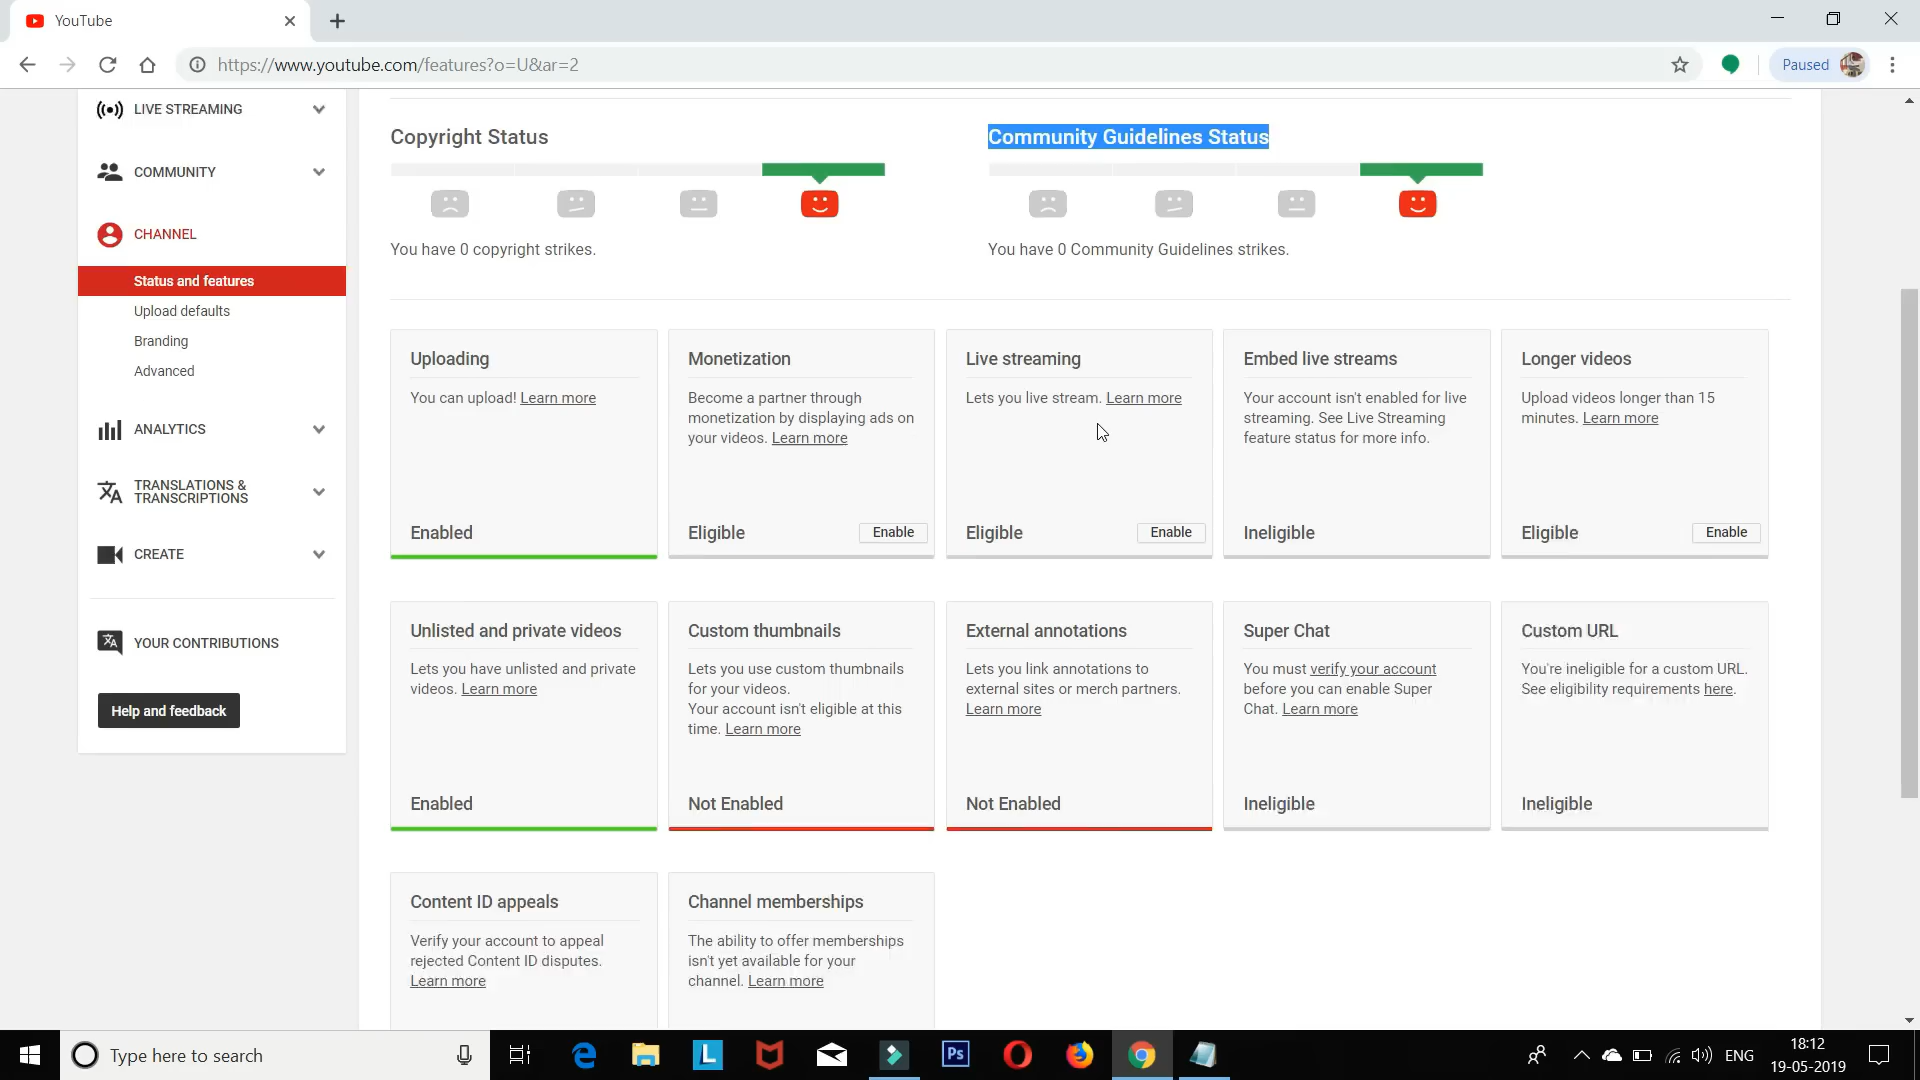 YouTube
https://www.youtube.com/features?o=U&ar=2
Paused
LIVE STREAMING
COMMUNITY
CHANNEL
Status and features
Upload defaults
Branding
Advanced
ANALYTICS
TRANSLATIONS &
TRANSCRIPTIONS
CREATE
YOUR CONTRIBUTIONS
Help and feedback
Copyright Status
You have 0 copyright strikes.
Community Guidelines Status
You have 0 Community Guidelines strikes.
Uploading
You can upload! Learn more
Enabled
Monetization
Become a partner through
monetization by displaying ads on
your videos. Learn more
Eligible
Enable
Live streaming
Lets you live stream. Learn more
Eligible
Enable
Embed live streams
Your account isn't enabled for live
streaming. See Live Streaming
feature status for more info.
Ineligible
Longer videos
Upload videos longer than 15
minutes. Learn more
Eligible
Enable
Unlisted and private videos
Lets you have unlisted and private
videos. Learn more
Enabled
Custom thumbnails
Lets you use custom thumbnails
for your videos.
Your account isn't eligible at this
time. Learn more
Not Enabled
External annotations
Lets you link annotations to
external sites or merch partners.
Learn more
Not Enabled
Super Chat
You must verify your account
before you can enable Super
Chat. Learn more
Ineligible
Custom URL
You're ineligible for a custom URL.
See eligibility requirements here.
Ineligible
Content ID appeals
Verify your account to appeal
rejected Content ID disputes.
Learn more
Channel memberships
The ability to offer memberships
isn't yet available for your
channel. Learn more
Type here to search
L
Ps
ENG
18:12
19-05-2019